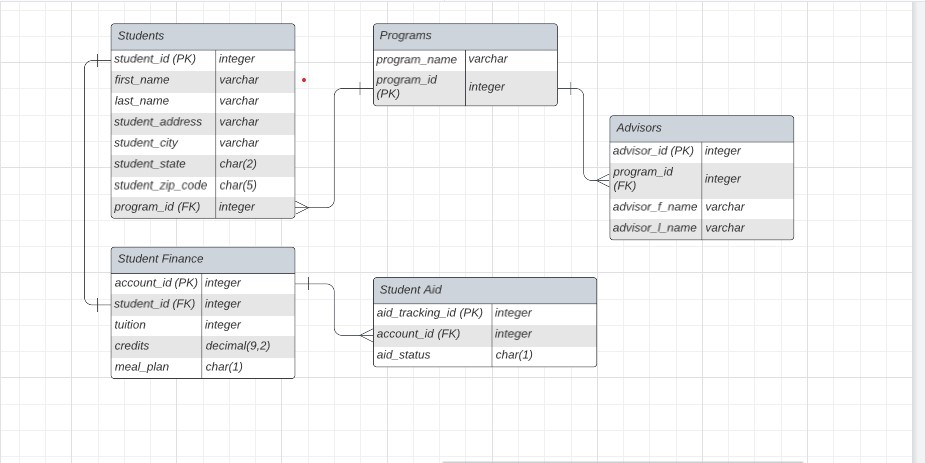 Students
student_id (PK) integer
first_name varchar
last_name varchar
student_address varchar
student_city varchar
student_state char(2)
student_zip_code char(5)
program_id (FK) integer
Programs
program_name varchar
program_id
(PK) integer
Advisors
advisor_id (PK) integer
program_id
(FK) integer
advisor_f_name varchar
advisor_l_name varchar
Student Finance
account_id (PK) integer
student_id (FK) integer
tuition integer
credits decimal(9,2)
meal_plan char(1)
Student Aid
aid_tracking_id (PK) integer
account_id (FK) integer
aid_status char(1)